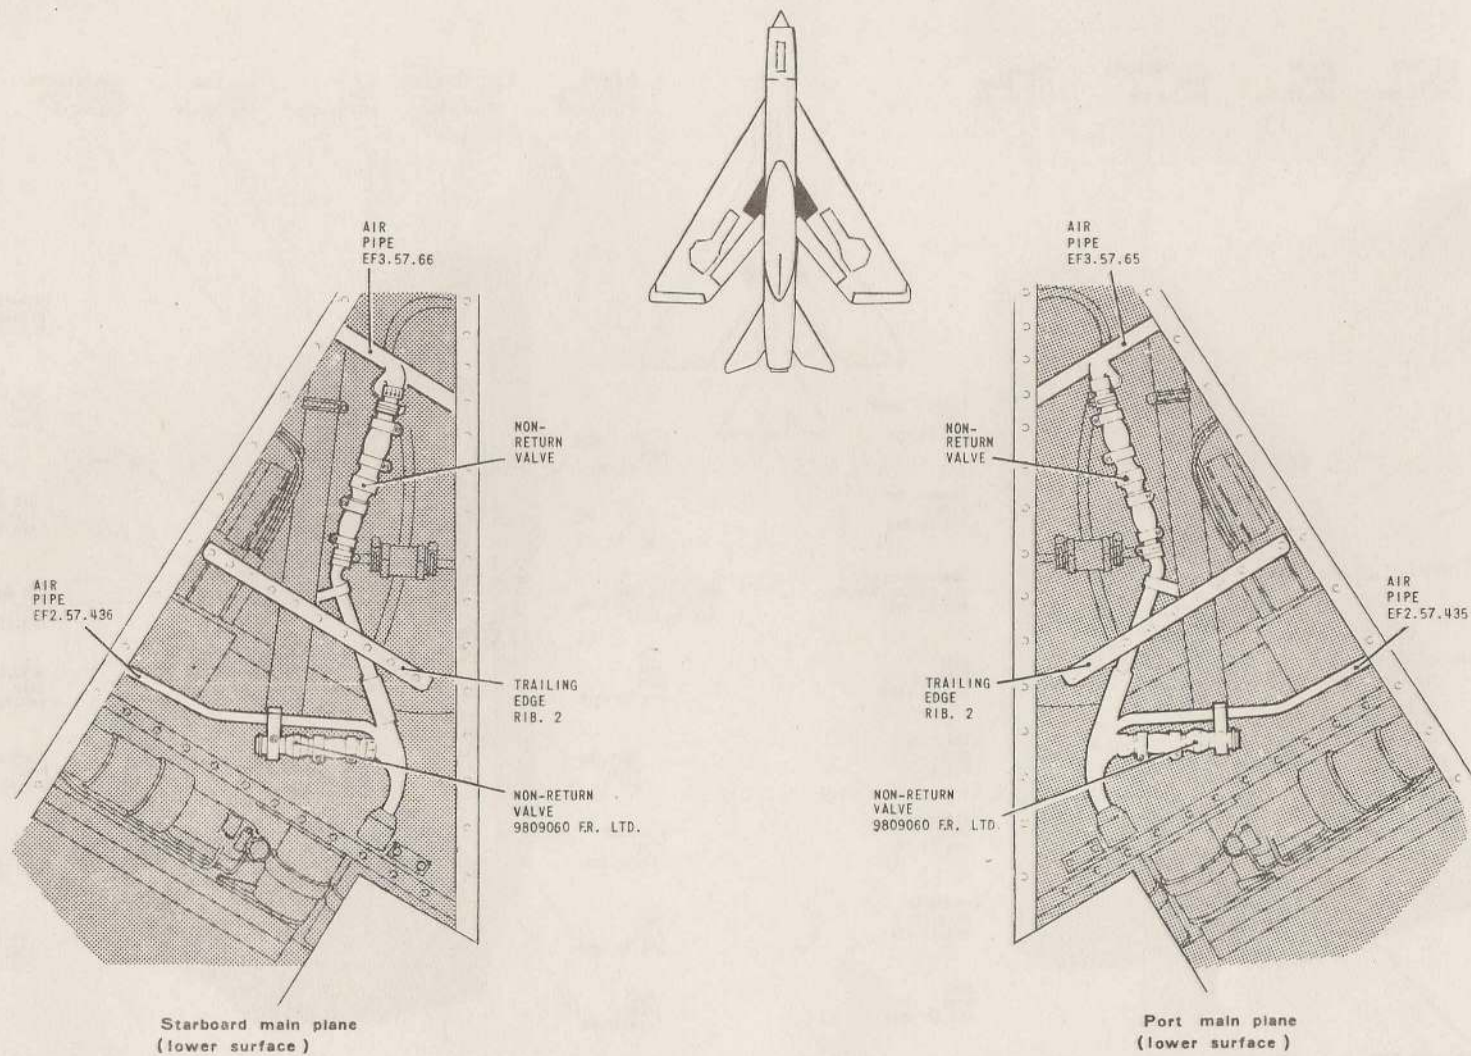 AIR
PIPE
EF3.57.66
AIR
PIPE
EF3.57.65
NON-
RETURN
VALVE
NON-
RETURN
VALVE
AIR
PIPE
EF2.57.436
AIR
PIPE
EF2.57.435
TRAILING
EDGE
RIB. 2
TRAILING
EDGE
RIB. 2
NON-RETURN
VALVE
9809060 F.R. LTD.
NON-RETURN
VALVE
9809060 F.R. LTD.
Starboard main plane
(lower surface)
Port main plane
(lower surface)